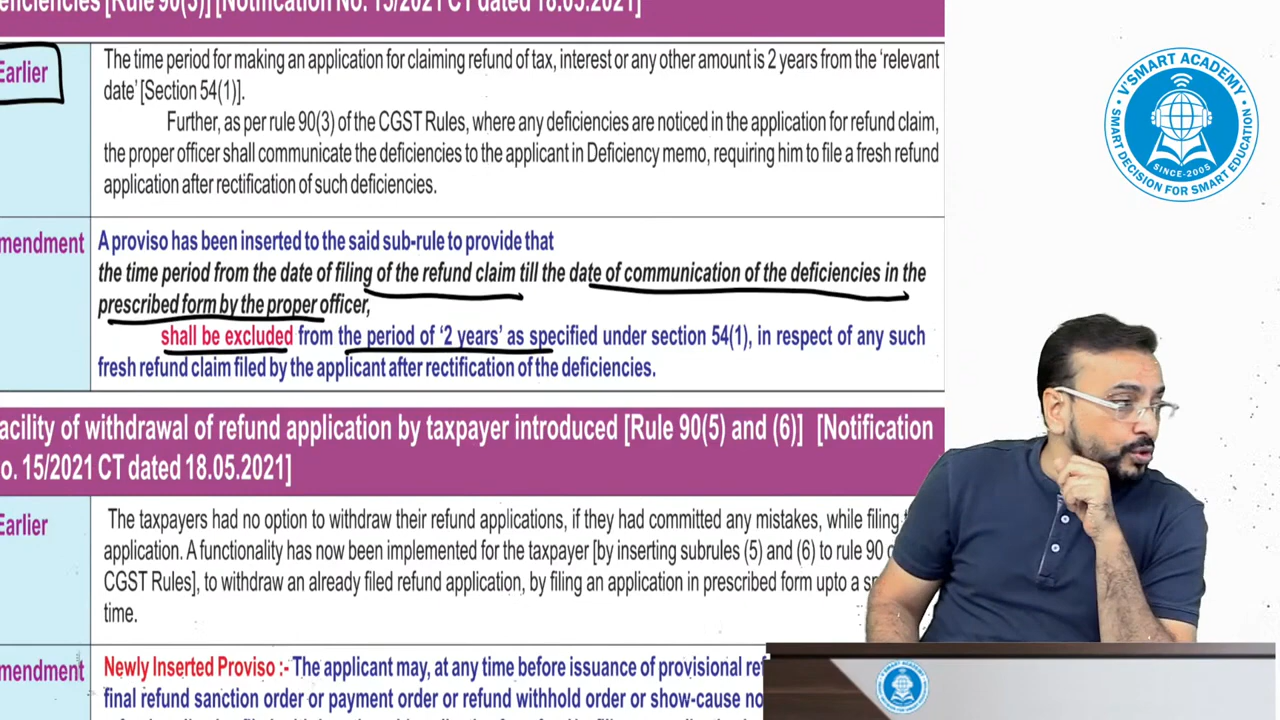 eficiencies [Rule 90(3)] [Notification No. 15/2021 CT dated 18.05.2021]
Earlier
The time period for making an application for claiming refund of tax, interest or any other amount is 2 years from the ‘relevant
date’ [Section 54(1)].
Further, as per rule 90(3) of the CGST Rules, where any deficiencies are noticed in the application for refund claim,
the proper officer shall communicate the deficiencies to the applicant in Deficiency memo, requiring him to file a fresh refund
application after rectification of such deficiencies.
mendment
A proviso has been inserted to the said sub-rule to provide that
the time period from the date of filing of the refund claim till the date of communication of the deficiencies in the
prescribed form by the proper officer,
shall be excluded from the period of ‘2 years’ as specified under section 54(1), in respect of any such
fresh refund claim filed by the applicant after rectification of the deficiencies.
acility of withdrawal of refund application by taxpayer introduced [Rule 90(5) and (6)] [Notification
o. 15/2021 CT dated 18.05.2021]
Earlier
The taxpayers had no option to withdraw their refund applications, if they had committed any mistakes, while filing
application. A functionality has now been implemented for the taxpayer [by inserting subrules (5) and (6) to rule 90
CGST Rules], to withdraw an already filed refund application, by filing an application in prescribed form upto a
time.
mendment
Newly Inserted Proviso :- The applicant may, at any time before issuance of provisional
final refund sanction order or payment order or refund withhold order or show-cause
V'SMART ACADEMY
SINCE-2005
SMART DECISION FOR SMART EDUCATION